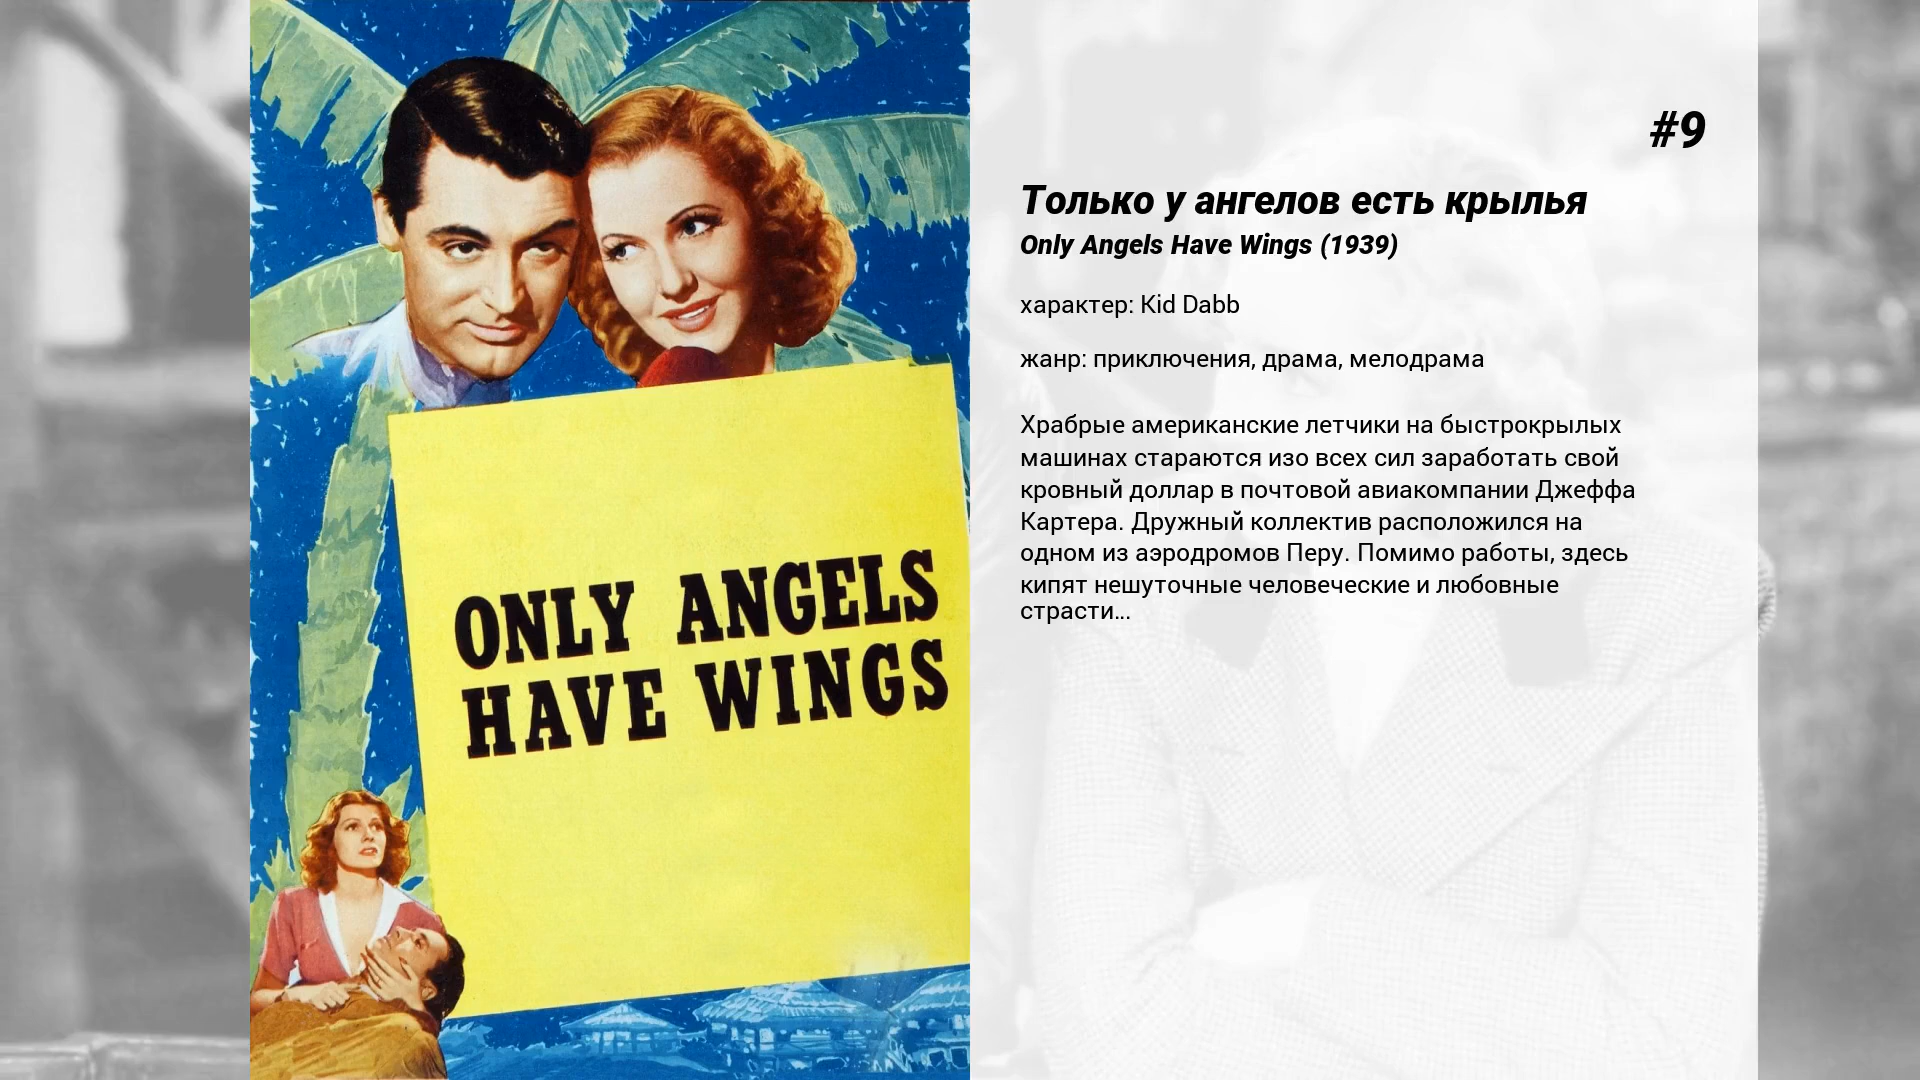 ONLY ANGELS
HAVE WINGS
#9
Только у ангелов есть крылья
Only Angels Have Wings (1939)
характер: Kid Dabb
жанр: приключения, драма, мелодрама
Храбрые американские летчики на быстрокрылых
машинах стараются изо всех сил заработать свой
кровный доллар в почтовой авиакомпании Джеффа
Картера. Дружный коллектив расположился на
одном из аэродромов Перу. Помимо работы, здесь
кипят нешуточные человеческие и любовные
страсти...